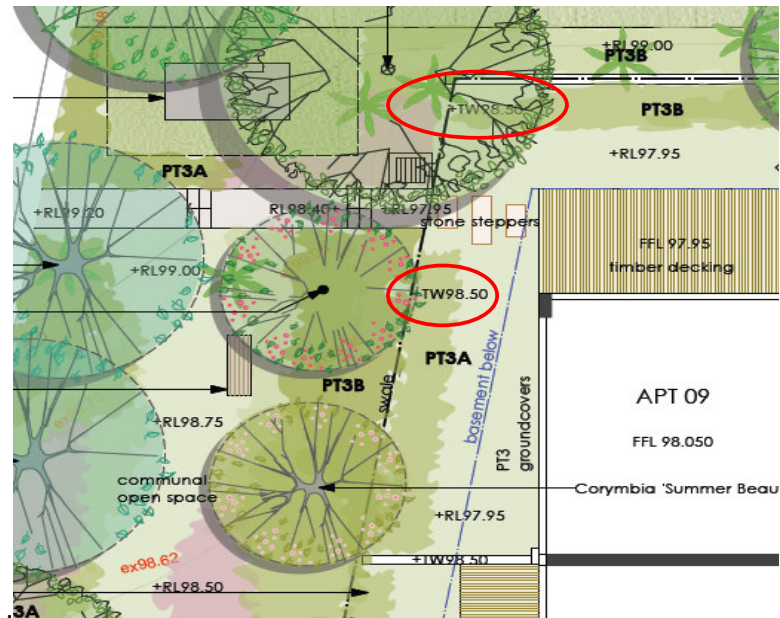 +RL99.00
PT3B
+TW98.50
PT3B
+RL97.95
PT3A
+RL99.20
RL98.40+
+RL97.95
stone steppers
FFL 97.95
timber decking
+RL99.00
+TW98.50
PT3A
PT3B
swale
basement below
PT3
groundcovers
APT 09
FFL 98.050
+RL98.75
communal
open space
Corymbia 'Summer Beau
+RL97.95
ex98.62
+TW98.50
+RL98.50
3A